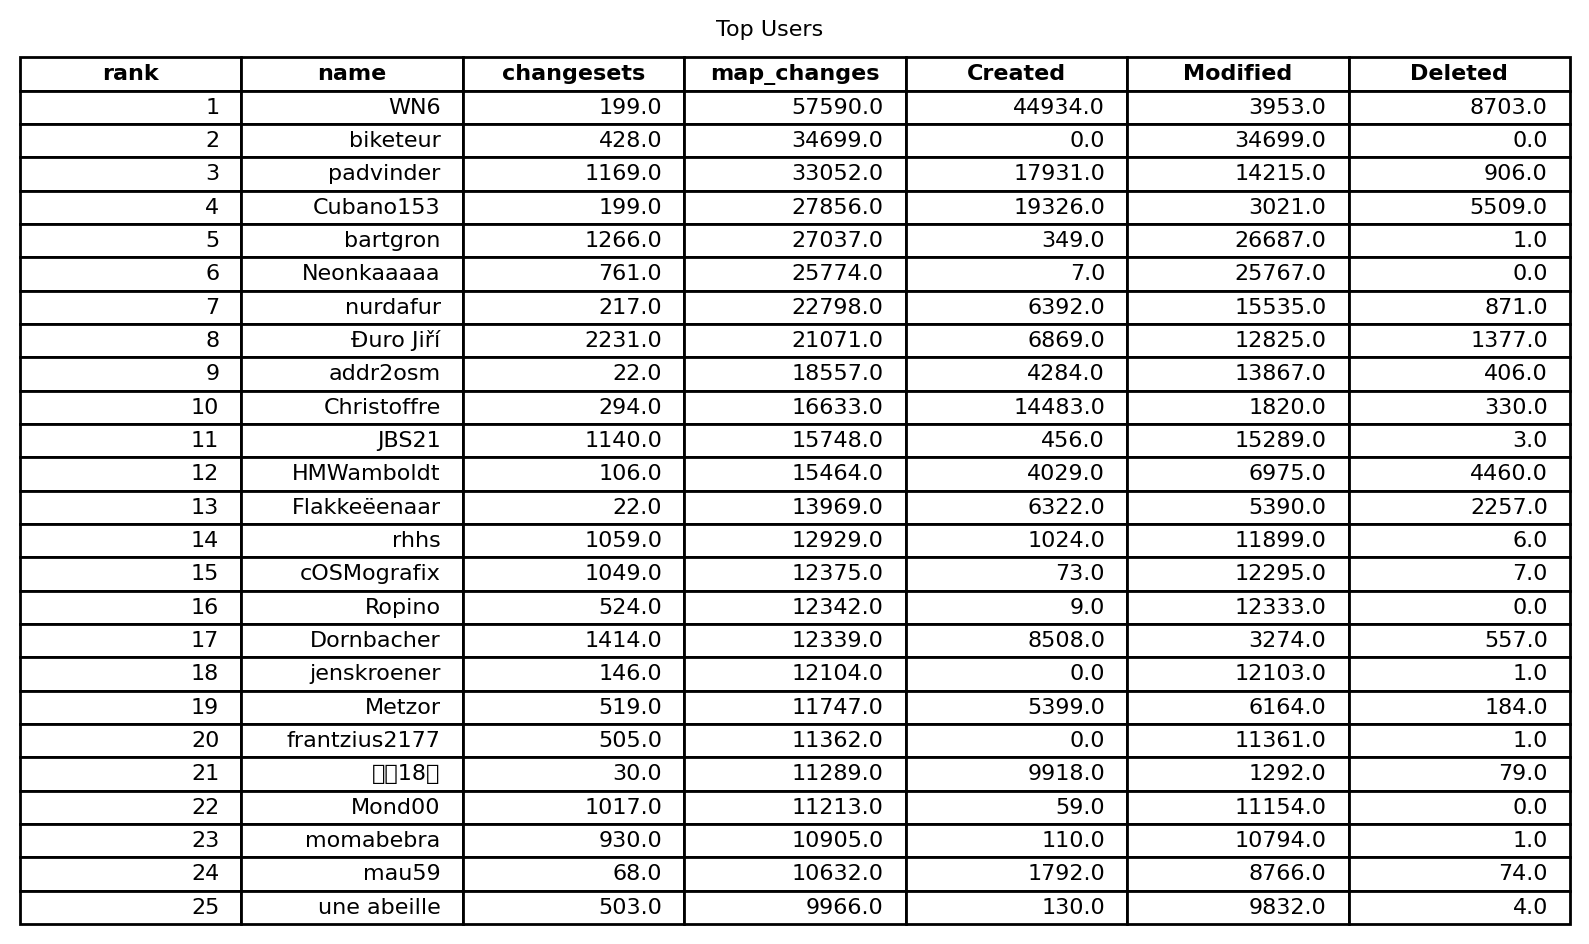 Top Users
rank name changesets map_changes Created Modified Deleted
1 WN6 199.0 57590.0 44934.0 3953.0 8703.0
2 biketeur 428.0 34699.0 0.0 34699.0 0.0
3 padvinder 1169.0 33052.0 17931.0 14215.0 906.0
4 Cubano153 199.0 27856.0 19326.0 3021.0 5509.0
5 bartgron 1266.0 27037.0 349.0 26687.0 1.0
6 Neonkaaaaa 761.0 25774.0 7.0 25767.0 0.0
7 nurdafur 217.0 22798.0 6392.0 15535.0 871.0
8 Đuro Jiří 2231.0 21071.0 6869.0 12825.0 1377.0
9 addr2osm 22.0 18557.0 4284.0 13867.0 406.0
10 Christoffre 294.0 16633.0 14483.0 1820.0 330.0
11 JBS21 1140.0 15748.0 456.0 15289.0 3.0
12 HMWamboldt 106.0 15464.0 4029.0 6975.0 4460.0
13 Flakkeëenaar 22.0 13969.0 6322.0 5390.0 2257.0
14 rhhs 1059.0 12929.0 1024.0 11899.0 6.0
15 cOSMografix 1049.0 12375.0 73.0 12295.0 7.0
16 Ropino 524.0 12342.0 9.0 12333.0 0.0
17 Dornbacher 1414.0 12339.0 8508.0 3274.0 557.0
18 jenskroener 146.0 12104.0 0.0 12103.0 1.0
19 Metzor 519.0 11747.0 5399.0 6164.0 184.0
20 frantzius2177 505.0 11362.0 0.0 11361.0 1.0
21 18 30.0 11289.0 9918.0 1292.0 79.0
22 Mond00 1017.0 11213.0 59.0 11154.0 0.0
23 momabebra 930.0 10905.0 110.0 10794.0 1.0
24 mau59 68.0 10632.0 1792.0 8766.0 74.0
25 une abeille 503.0 9966.0 130.0 9832.0 4.0